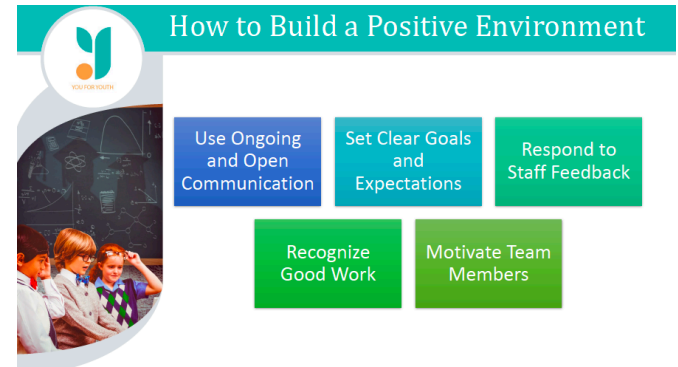 How to Build a Positive Environment
YOU FOR YOUTH
Use Ongoing
and Open
Communication
Set Clear Goals
and
Expectations
Respond to
Staff Feedback
Recognize
Good Work
Motivate Team
Members